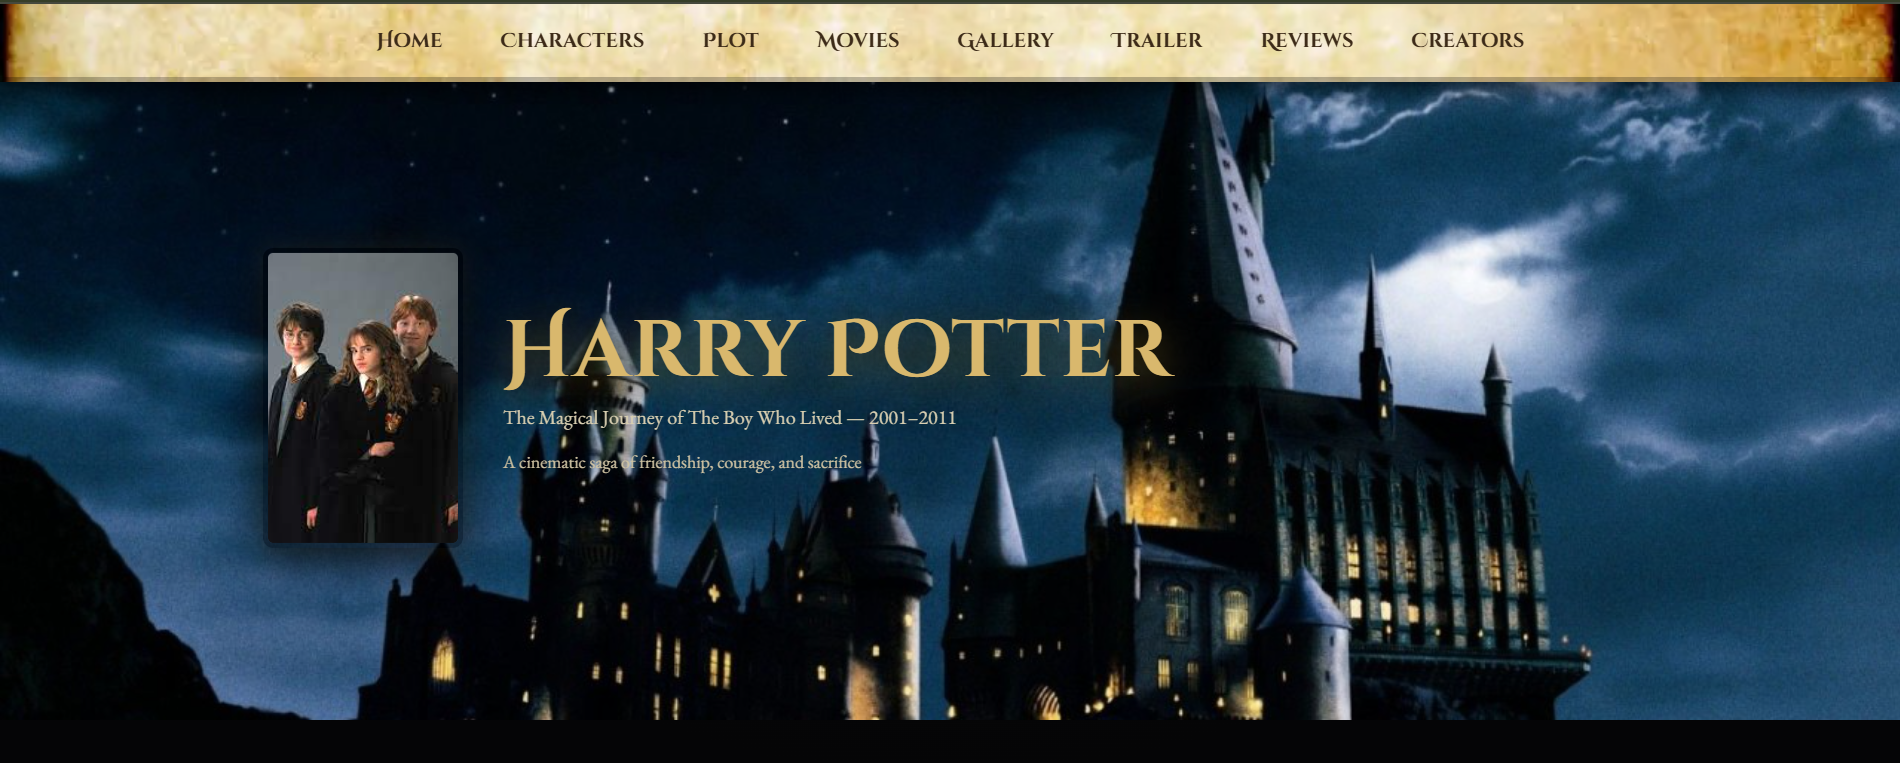 Home Characters Plot Movies Gallery Trailer Reviews Creators
Harry Potter
The Magical Journey of The Boy Who Lived — 2001–2011
A cinematic saga of friendship, courage, and sacrifice